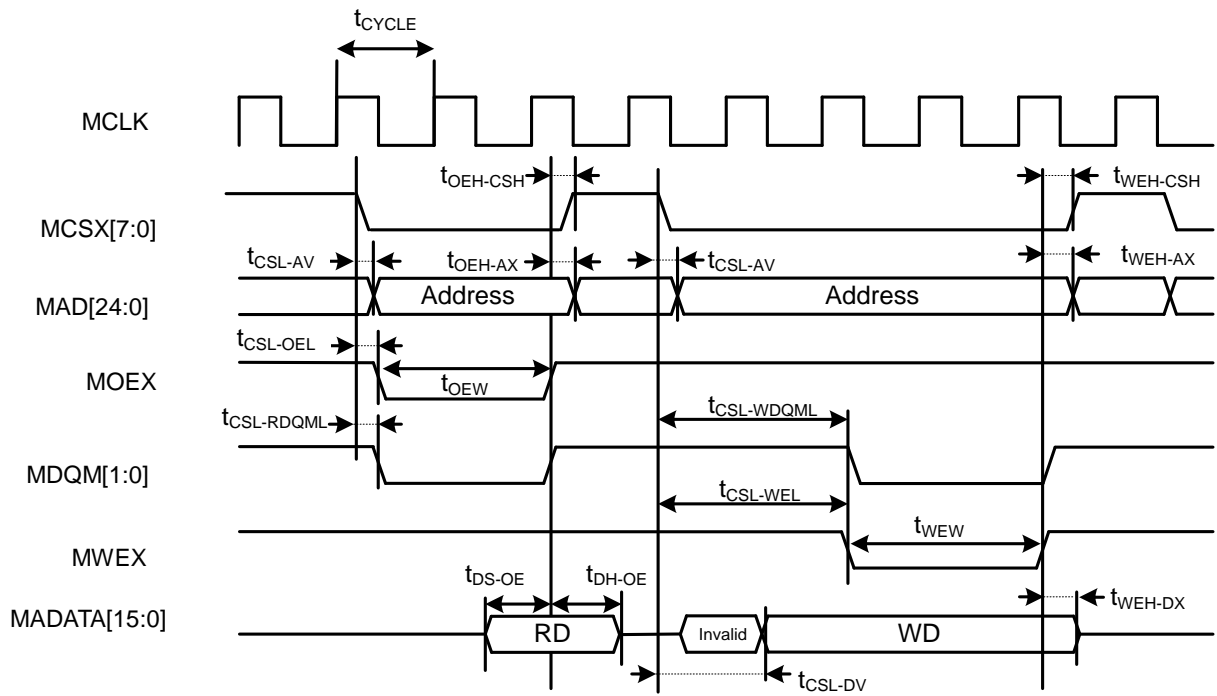 tCYCLE
MCLK
tOEH-CSH
tWEH-CSH
MCSX[7:0]
tCSL-AV
tOEH-AX
tCSL-AV
tWEH-AX
MAD[24:0]
Address
Address
tCSL-OEL
MOEX
tOEW
tCSL-RDQML
tCSL-WDQML
MDQM[1:0]
tCSL-WEL
tWEW
MWEX
tDS-OE
tDH-OE
MADATA[15:0]
RD
Invalid
WD
tWEH-DX
tCSL-DV